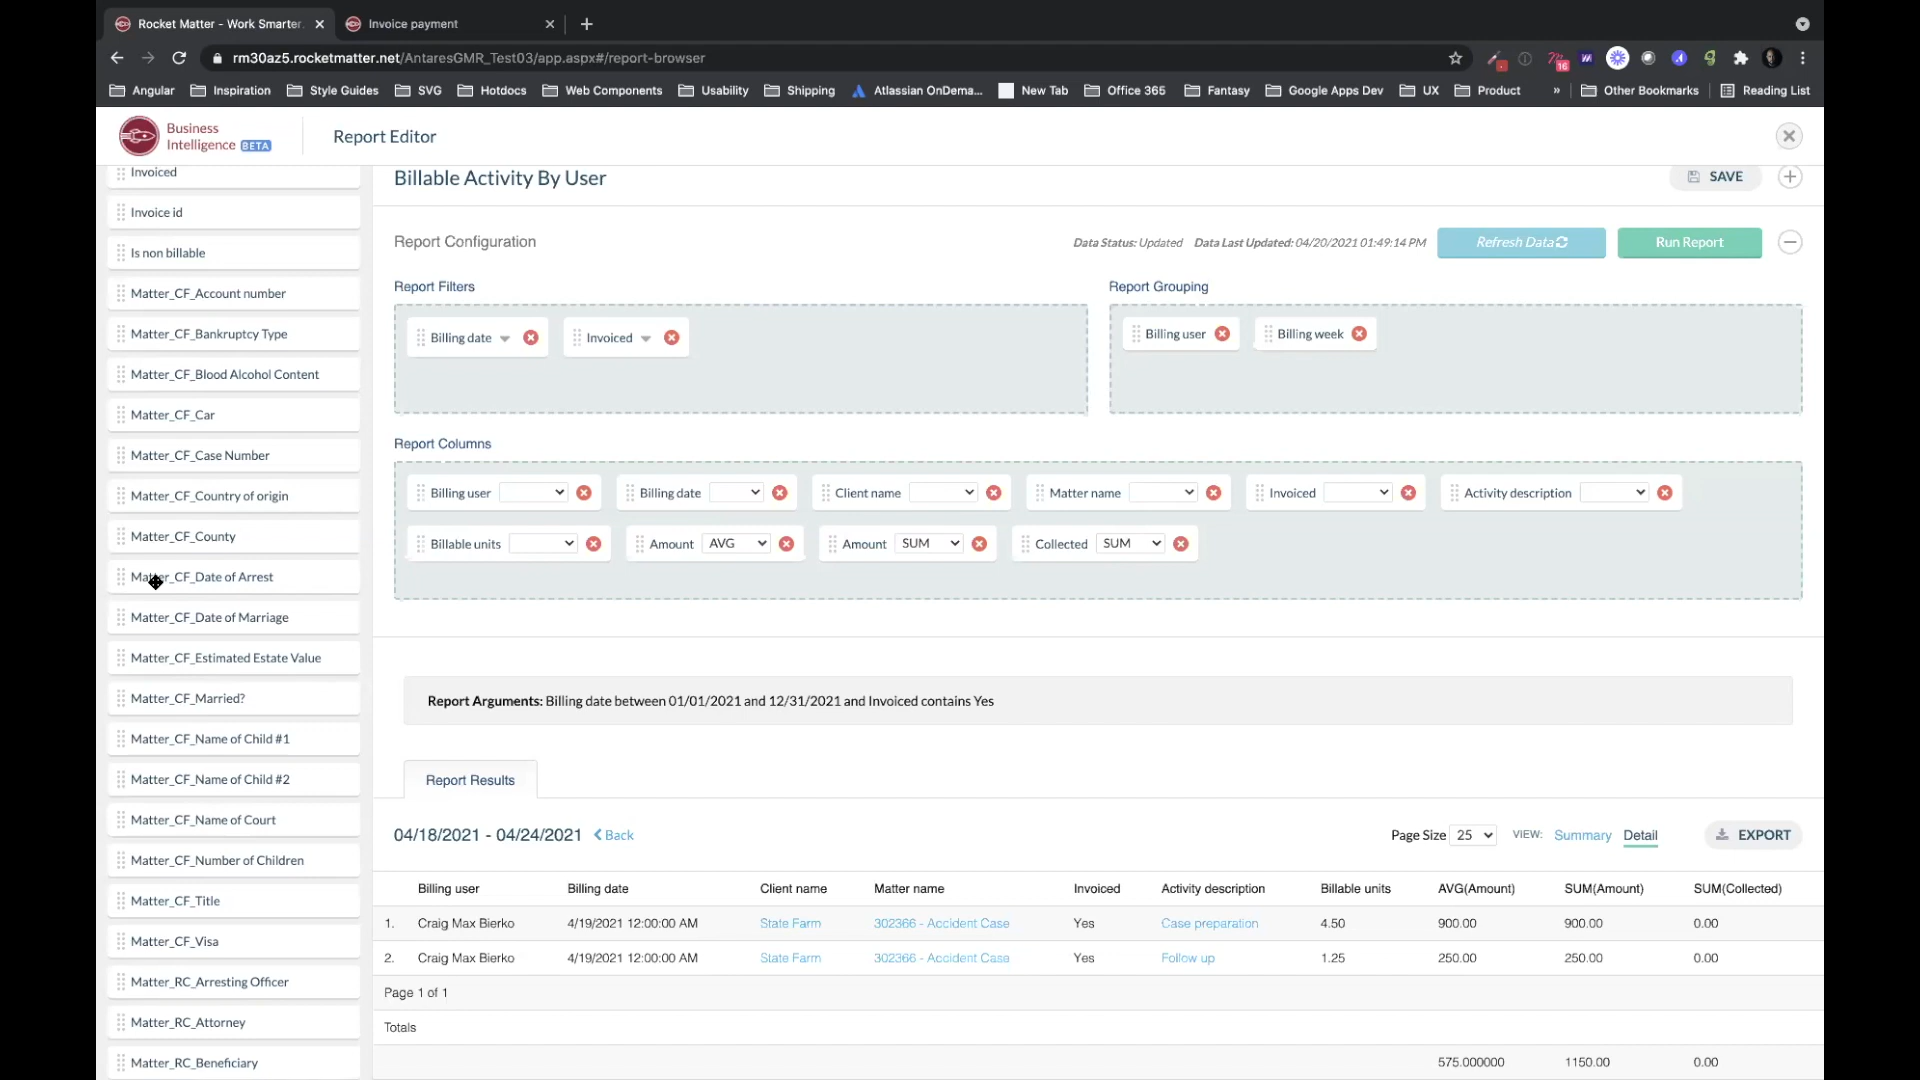 Rocket Matter - Work Smarter
Invoice payment
rm30az5.rocketmatter.net/AntaresGMR_Test03/app.aspx#/report-browser
16
Angular
Inspiration
Style Guides
SVG
Hotdocs
Web Components
Usability
Shipping
Atlassian OnDema...
New Tab
Office 365
Fantasy
Google Apps Dev
UX
Product
»
Other Bookmarks
Reading List
Business
Intelligence BETA
Report Editor
Invoiced
Invoice id
Is non billable
Matter_CF_Account number
Matter_CF_Bankruptcy Type
Matter_CF_Blood Alcohol Content
Matter_CF_Car
Matter_CF_Case Number
Matter_CF_Country of origin
Matter_CF_County
Matter_CF_Date of Arrest
Matter_CF_Date of Marriage
Matter_CF_Estimated Estate Value
Matter_CF_Married?
Matter_CF_Name of Child #1
Matter_CF_Name of Child #2
Matter_CF_Name of Court
Matter_CF_Number of Children
Matter_CF_Title
Matter_CF_Visa
Matter_RC_Arresting Officer
Matter_RC_Attorney
Matter_RC_Beneficiary
Billable Activity By User
SAVE
Report Configuration
Data Status: Updated Data Last Updated: 04/20/2021 01:49:14 PM
Refresh Data
Run Report
Report Filters
Billing date
Invoiced
Report Grouping
Billing user
Billing week
Report Columns
Billing user
Billing date
Client name
Matter name
Invoiced
Activity description
Billable units
Amount AVG
Amount SUM
Collected SUM
Report Arguments: Billing date between 01/01/2021 and 12/31/2021 and Invoiced contains Yes
Report Results
04/18/2021 - 04/24/2021 Back
Page Size 25
VIEW: Summary Detail
EXPORT
Billing user Billing date Client name Matter name Invoiced Activity description Billable units AVG(Amount) SUM(Amount) SUM(Collected)
1. Craig Max Bierko 4/19/2021 12:00:00 AM State Farm 302366 - Accident Case Yes Case preparation 4.50 900.00 900.00 0.00
2. Craig Max Bierko 4/19/2021 12:00:00 AM State Farm 302366 - Accident Case Yes Follow up 1.25 250.00 250.00 0.00
Page 1 of 1
Totals
575.000000 1150.00 0.00